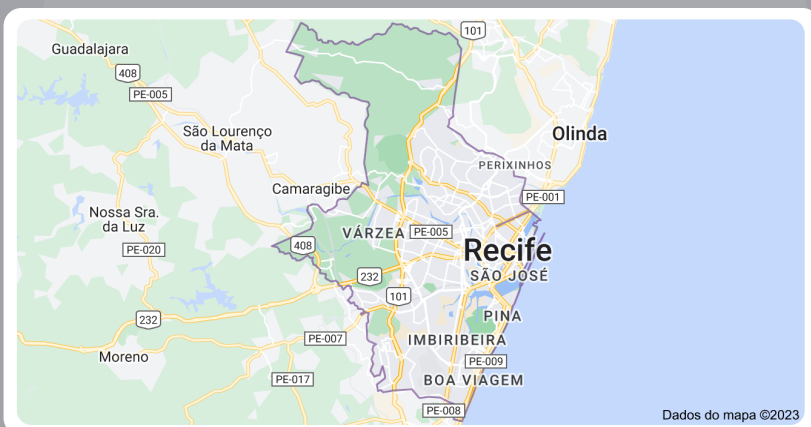 101
Guadalajara
408
PE-005
São Lourenço
da Mata
Olinda
PERIXINHOS
Camaragibe
PE-001
Nossa Sra.
da Luz
VÁRZEA
PE-005
PE-020
408
Recife
SÃO JOSÉ
232
101
PINA
232
PE-007
IMBIRIBEIRA
Moreno
PE-009
PE-017
BOA VIAGEM
PE-008
Dados do mapa ©2023